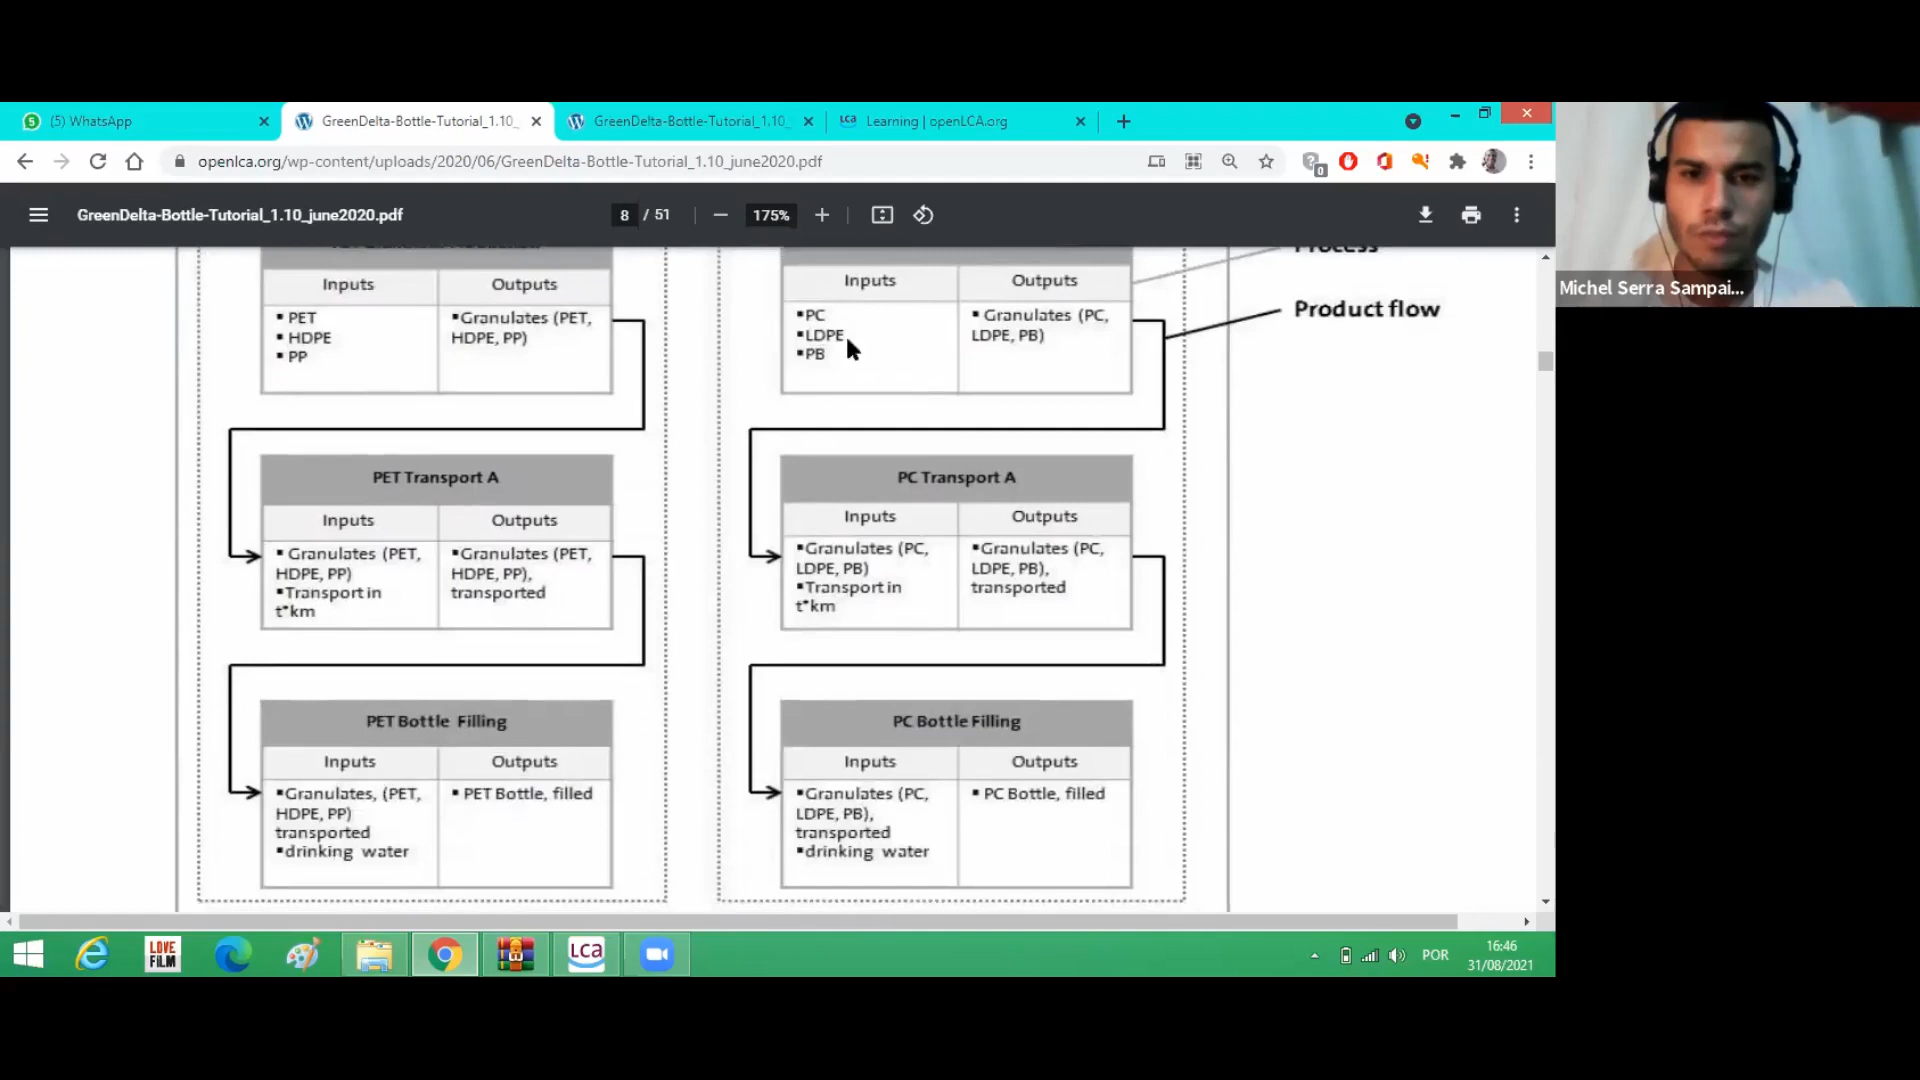 (5) WhatsApp
GreenDelta-Bottle-Tutorial_1.10_
GreenDelta-Bottle-Tutorial_1.10_
Learning | openLCA.org
openlca.org/wp-content/uploads/2020/06/GreenDelta-Bottle-Tutorial_1.10_june2020.pdf
GreenDelta-Bottle-Tutorial_1.10_june2020.pdf
8 / 51
175%
Inputs
Outputs
▪ PET
▪ HDPE
▪ PP
▪Granulates (PET,
HDPE, PP)
Inputs
Outputs
▪PC
▪LDPE
▪PB
▪ Granulates (PC,
LDPE, PB)
Process
Product flow
PET Transport A
Inputs
Outputs
▪ Granulates (PET,
HDPE, PP)
▪Transport in
t*km
▪Granulates (PET,
HDPE, PP),
transported
PC Transport A
Inputs
Outputs
▪Granulates (PC,
LDPE, PB)
▪Transport in
t*km
▪Granulates (PC,
LDPE, PB),
transported
PET Bottle Filling
Inputs
Outputs
▪Granulates, (PET,
HDPE, PP)
transported
▪drinking water
▪ PET Bottle, filled
PC Bottle Filling
Inputs
Outputs
▪Granulates (PC,
LDPE, PB),
transported
▪drinking water
▪ PC Bottle, filled
Michel Serra Sampai...
LOVE
FILM
LCA
POR
16:46
31/08/2021